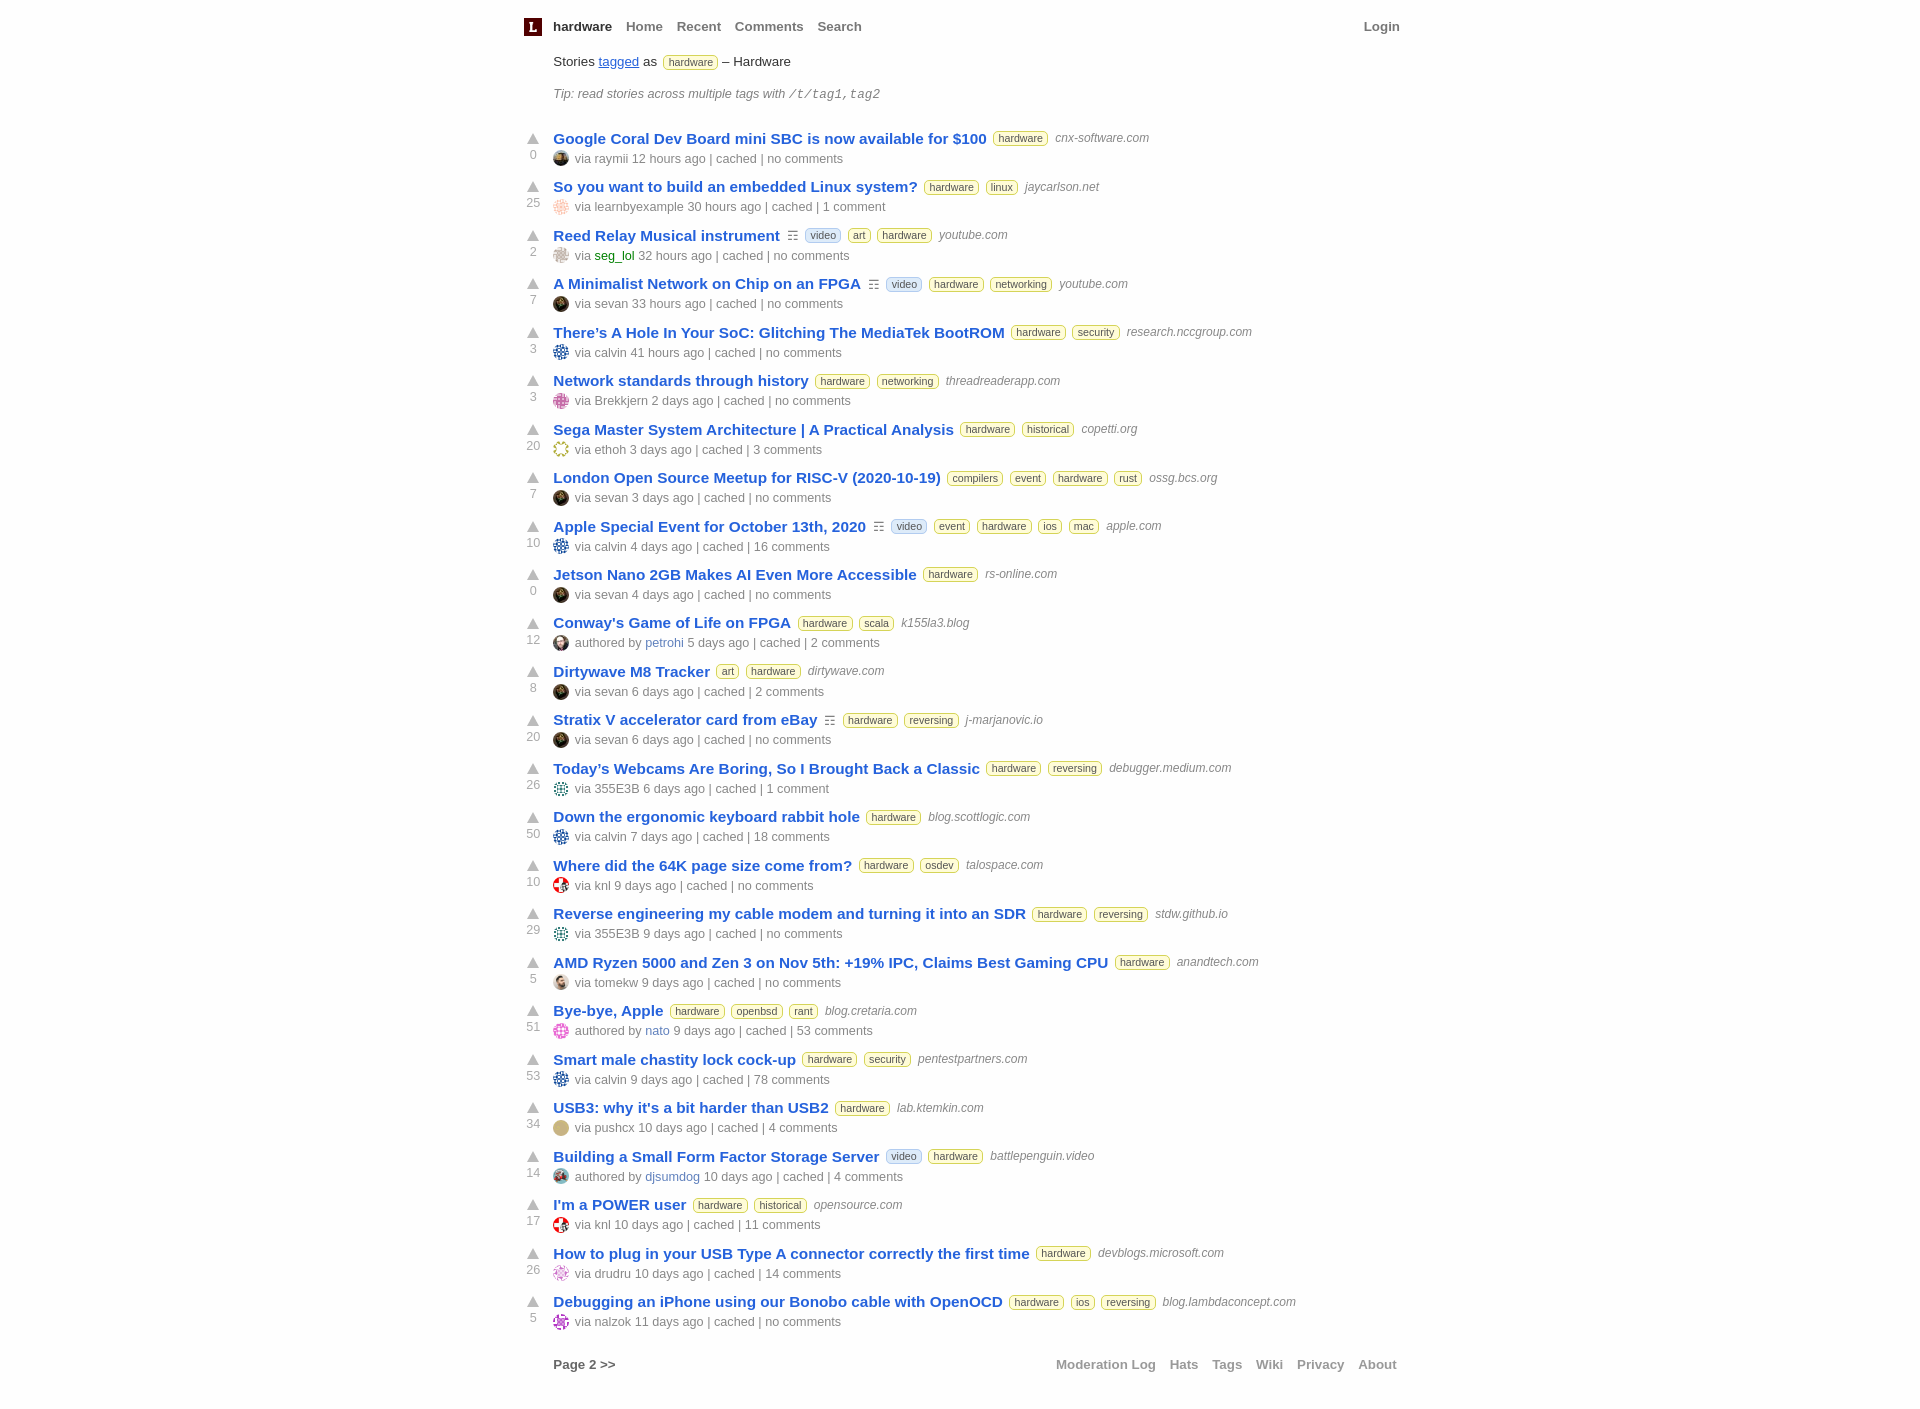 L hardware Home Recent Comments Search Login
Stories tagged as hardware – Hardware
Tip: read stories across multiple tags with /t/tag1,tag2
Google Coral Dev Board mini SBC is now available for $100 hardware cnx-software.com
0 via raymii 12 hours ago | cached | no comments
So you want to build an embedded Linux system? hardware linux jaycarlson.net
25 via learnbyexample 30 hours ago | cached | 1 comment
Reed Relay Musical instrument ☶ video art hardware youtube.com
2 via seg_lol 32 hours ago | cached | no comments
A Minimalist Network on Chip on an FPGA ☶ video hardware networking youtube.com
7 via sevan 33 hours ago | cached | no comments
There’s A Hole In Your SoC: Glitching The MediaTek BootROM hardware security research.nccgroup.com
3 via calvin 41 hours ago | cached | no comments
Network standards through history hardware networking threadreaderapp.com
3 via Brekkjern 2 days ago | cached | no comments
Sega Master System Architecture | A Practical Analysis hardware historical copetti.org
20 via ethoh 3 days ago | cached | 3 comments
London Open Source Meetup for RISC-V (2020-10-19) compilers event hardware rust ossg.bcs.org
7 via sevan 3 days ago | cached | no comments
Apple Special Event for October 13th, 2020 ☶ video event hardware ios mac apple.com
10 via calvin 4 days ago | cached | 16 comments
Jetson Nano 2GB Makes AI Even More Accessible hardware rs-online.com
0 via sevan 4 days ago | cached | no comments
Conway's Game of Life on FPGA hardware scala k155la3.blog
12 authored by petrohi 5 days ago | cached | 2 comments
Dirtywave M8 Tracker art hardware dirtywave.com
8 via sevan 6 days ago | cached | 2 comments
Stratix V accelerator card from eBay ☶ hardware reversing j-marjanovic.io
20 via sevan 6 days ago | cached | no comments
Today’s Webcams Are Boring, So I Brought Back a Classic hardware reversing debugger.medium.com
26 via 355E3B 6 days ago | cached | 1 comment
Down the ergonomic keyboard rabbit hole hardware blog.scottlogic.com
50 via calvin 7 days ago | cached | 18 comments
Where did the 64K page size come from? hardware osdev talospace.com
10 via knl 9 days ago | cached | no comments
Reverse engineering my cable modem and turning it into an SDR hardware reversing stdw.github.io
29 via 355E3B 9 days ago | cached | no comments
AMD Ryzen 5000 and Zen 3 on Nov 5th: +19% IPC, Claims Best Gaming CPU hardware anandtech.com
5 via tomekw 9 days ago | cached | no comments
Bye-bye, Apple hardware openbsd rant blog.cretaria.com
51 authored by nato 9 days ago | cached | 53 comments
Smart male chastity lock cock-up hardware security pentestpartners.com
53 via calvin 9 days ago | cached | 78 comments
USB3: why it's a bit harder than USB2 hardware lab.ktemkin.com
34 via pushcx 10 days ago | cached | 4 comments
Building a Small Form Factor Storage Server video hardware battlepenguin.video
14 authored by djsumdog 10 days ago | cached | 4 comments
I'm a POWER user hardware historical opensource.com
17 via knl 10 days ago | cached | 11 comments
How to plug in your USB Type A connector correctly the first time hardware devblogs.microsoft.com
26 via drudru 10 days ago | cached | 14 comments
Debugging an iPhone using our Bonobo cable with OpenOCD hardware ios reversing blog.lambdaconcept.com
5 via nalzok 11 days ago | cached | no comments
Page 2 >> Moderation Log Hats Tags Wiki Privacy About